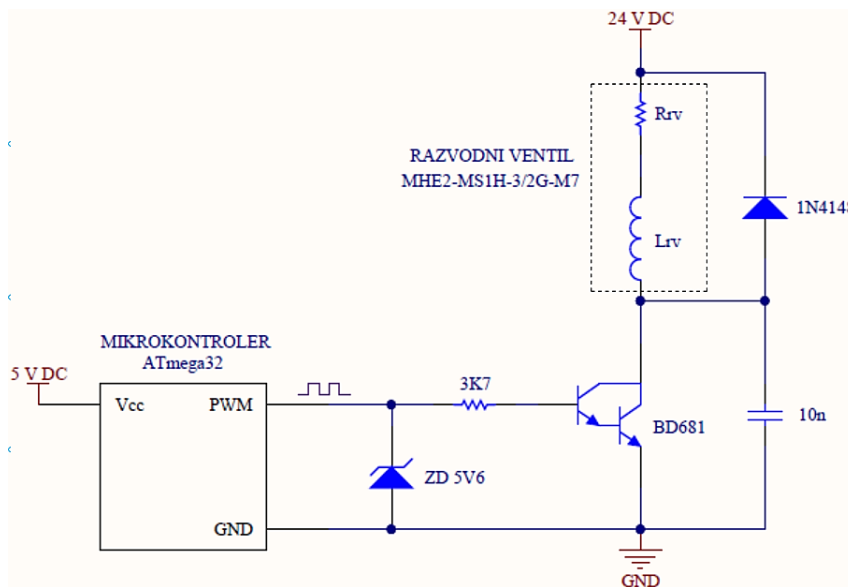 24 V DC
Rrv
RAZVODNI VENTIL
MHE2-MS1H-3/2G-M7
1N4148
Lrv
MIKROKONTROLER
ATmega32
5 V DC
Vcc
PWM
3K7
BD681
10n
ZD 5V6
GND
GND